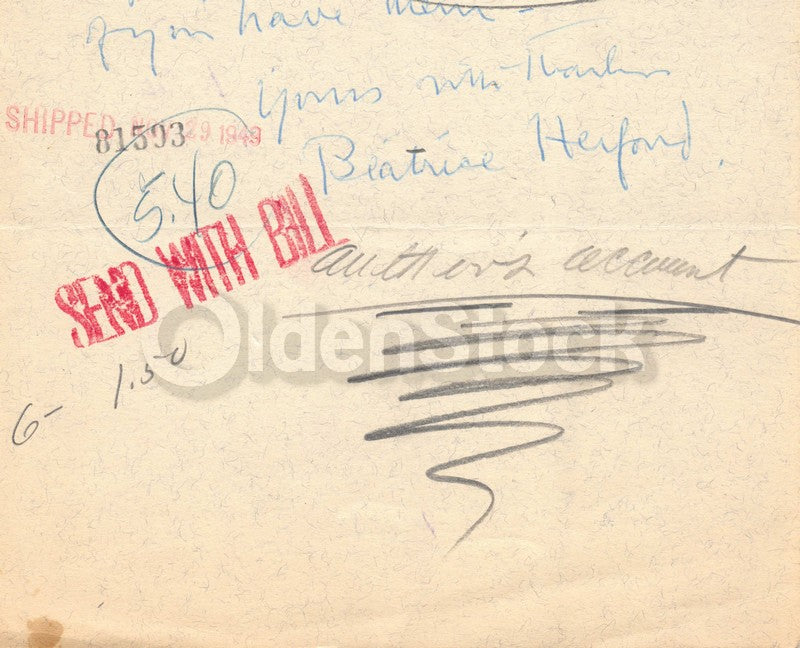 if you have them -
Yours with Thanks
SHIPPED NOV 29 1949
81593
Beatrice Herford.
5.40
SEND WITH BILL
author's account
OldenStock
6- 1.50